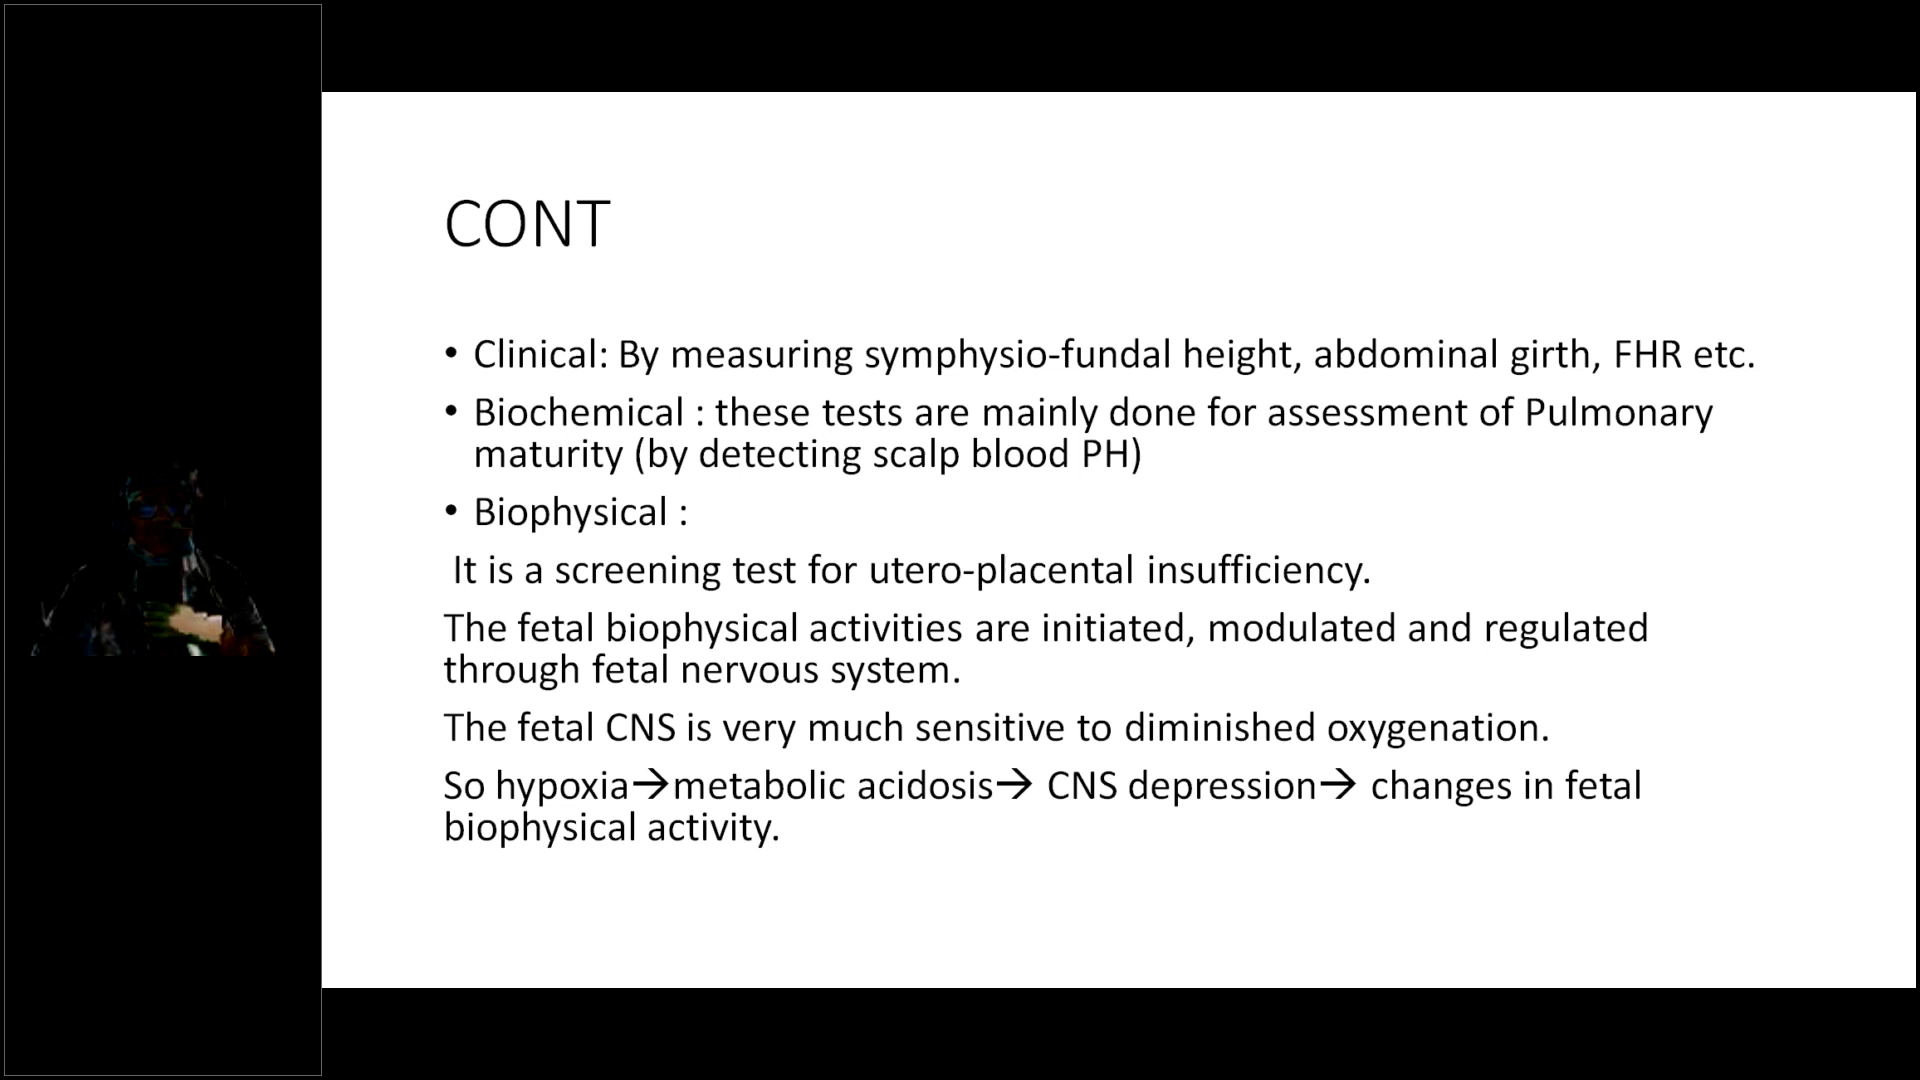 CONT
• Clinical: By measuring symphysio-fundal height, abdominal girth, FHR etc.
• Biochemical : these tests are mainly done for assessment of Pulmonary
maturity (by detecting scalp blood PH)
• Biophysical :
It is a screening test for utero-placental insufficiency.
The fetal biophysical activities are initiated, modulated and regulated
through fetal nervous system.
The fetal CNS is very much sensitive to diminished oxygenation.
So hypoxia→metabolic acidosis→ CNS depression→ changes in fetal
biophysical activity.